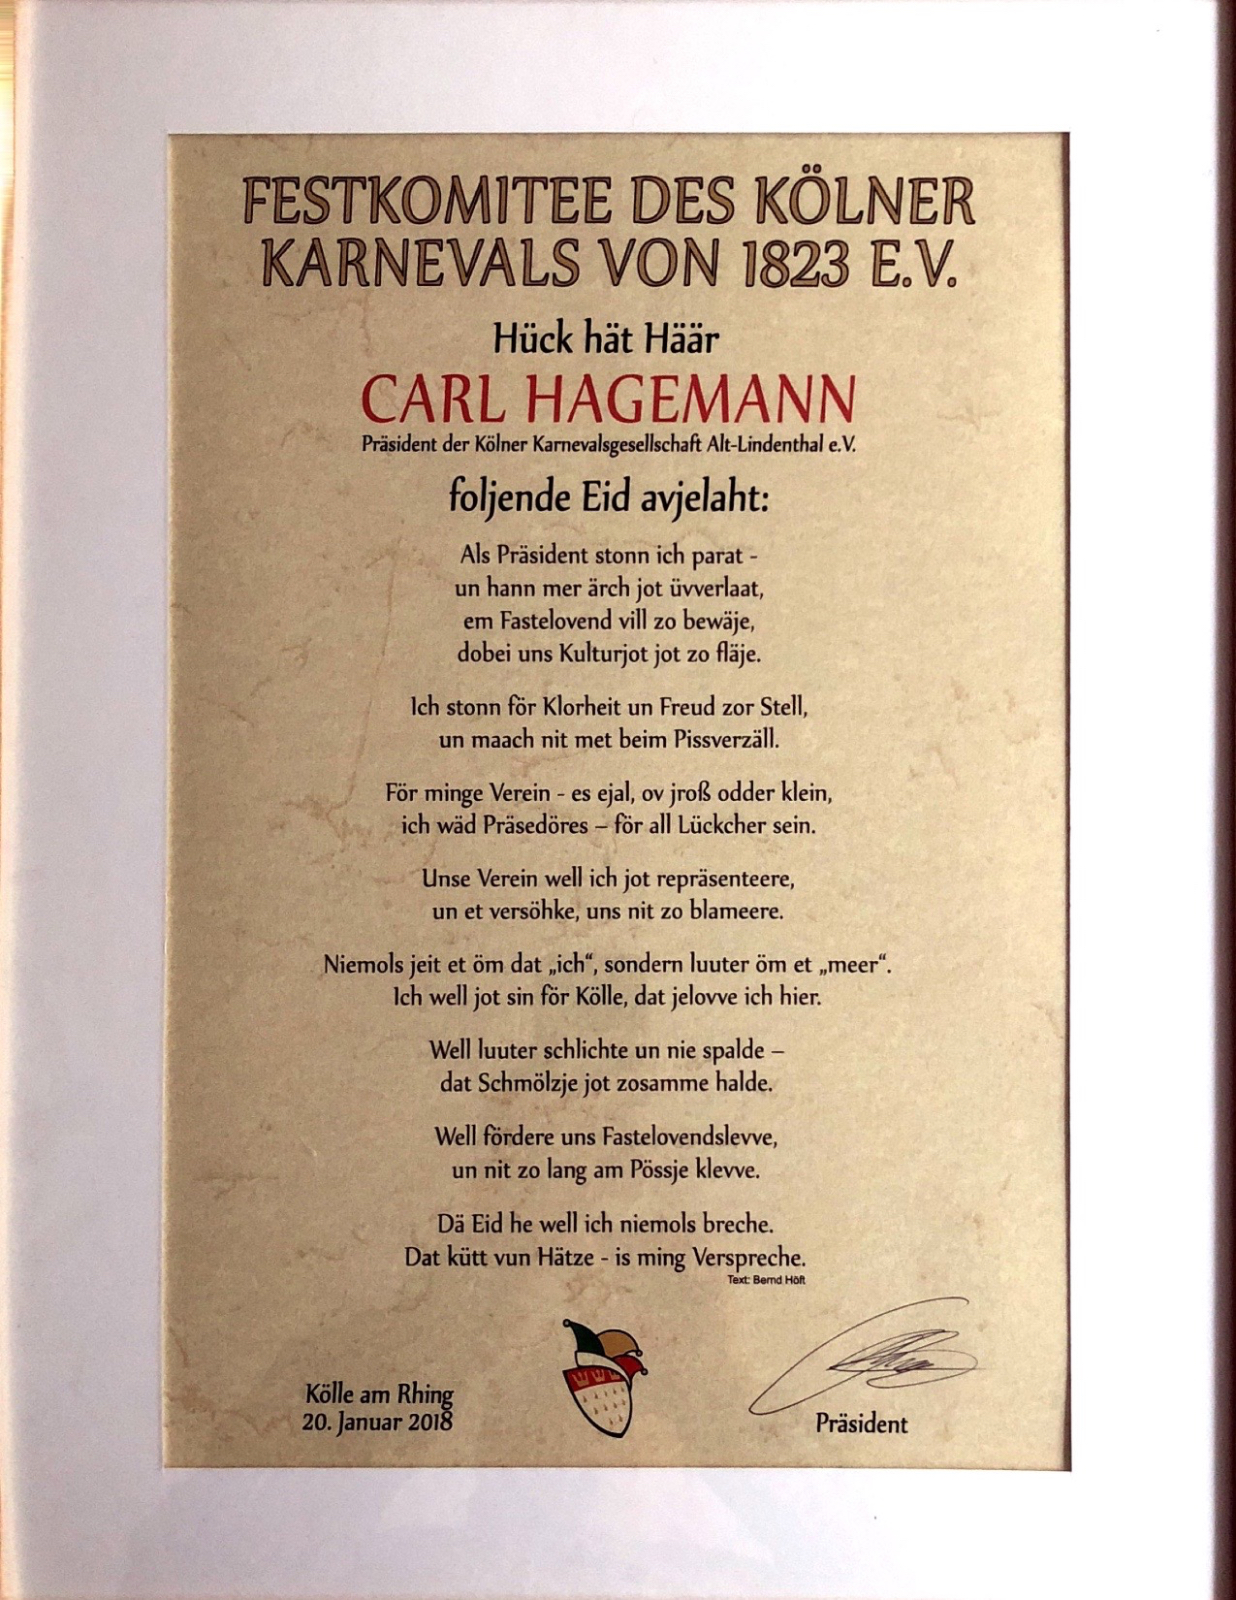 FESTKOMITEE DES KÖLNER
KARNEVALS VON 1823 E.V.
Hück hät Häär
CARL HAGEMANN
Präsident der Kölner Karnevalsgesellschaft Alt-Lindenthal e.V.
foljende Eid avjelaht:
Als Präsident stonn ich parat -
un hann mer ärch jot üvverlaat,
em Fastelovend vill zo bewäje,
dobei uns Kulturjot jot zo fläje.
Ich stonn för Klorheit un Freud zor Stell,
un maach nit met beim Pissverzäll.
För minge Verein - es ejal, ov jroß odder klein,
ich wäd Präsedöres – för all Lückcher sein.
Unse Verein well ich jot repräsenteere,
un et versöhke, uns nit zo blameere.
Niemols jeit et öm dat „ich“, sondern luuter öm et „meer“.
Ich well jot sin för Kölle, dat jelovve ich hier.
Well luuter schlichte un nie spalde –
dat Schmölzje jot zosamme halde.
Well fördere uns Fastelovendslevve,
un nit zo lang am Pössje klevve.
Dä Eid he well ich niemols breche.
Dat kütt vun Hätze - is ming Verspreche.
Text: Bernd Höft
Kölle am Rhing
20. Januar 2018
Präsident